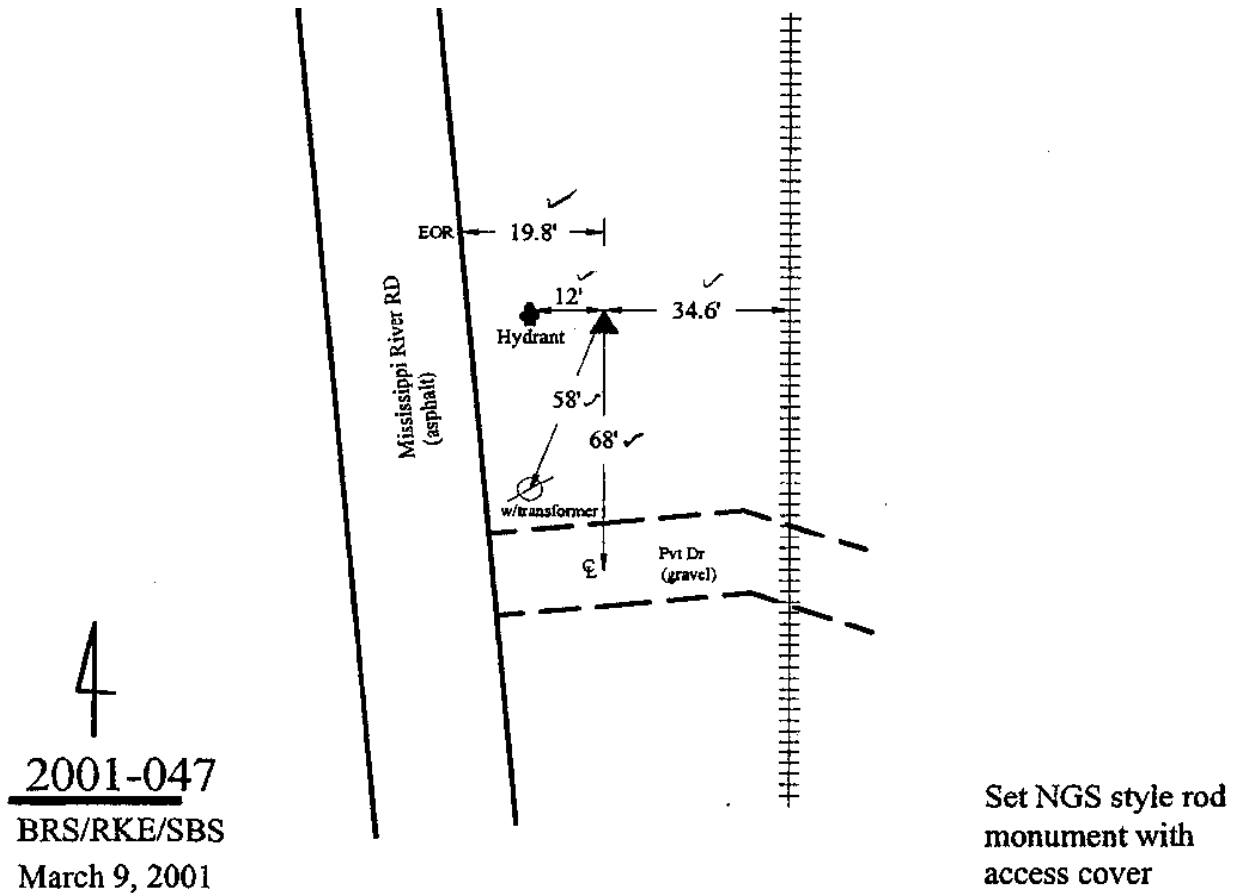 EOR
19.8'
12'
34.6'
Hydrant
Mississippi River RD
(asphalt)
58'
68'
w/transformer
℄
Pvt Dr
(gravel)
2001-047
BRS/RKE/SBS
March 9, 2001
Set NGS style rod
monument with
access cover